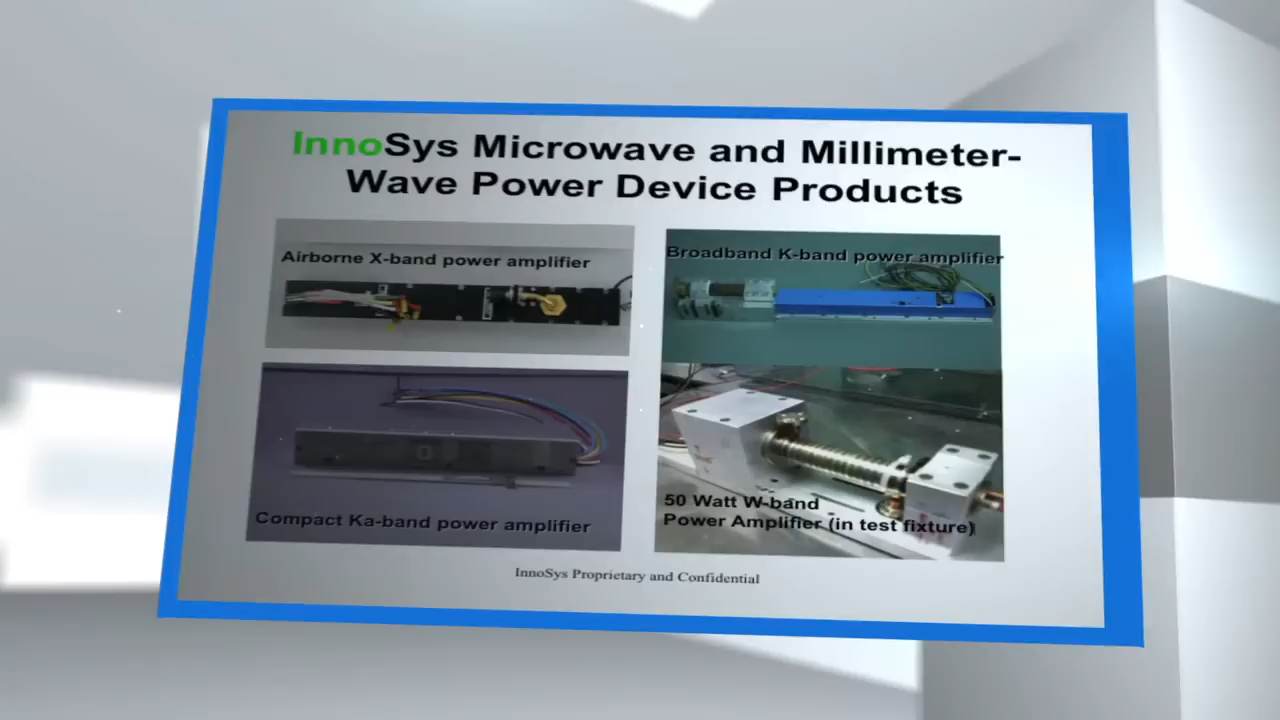 InnoSys Microwave and Millimeter-
Wave Power Device Products
Airborne X-band power amplifier
Broadband K-band power amplifier
Compact Ka-band power amplifier
50 Watt W-band
Power Amplifier (in test fixture)
InnoSys Proprietary and Confidential